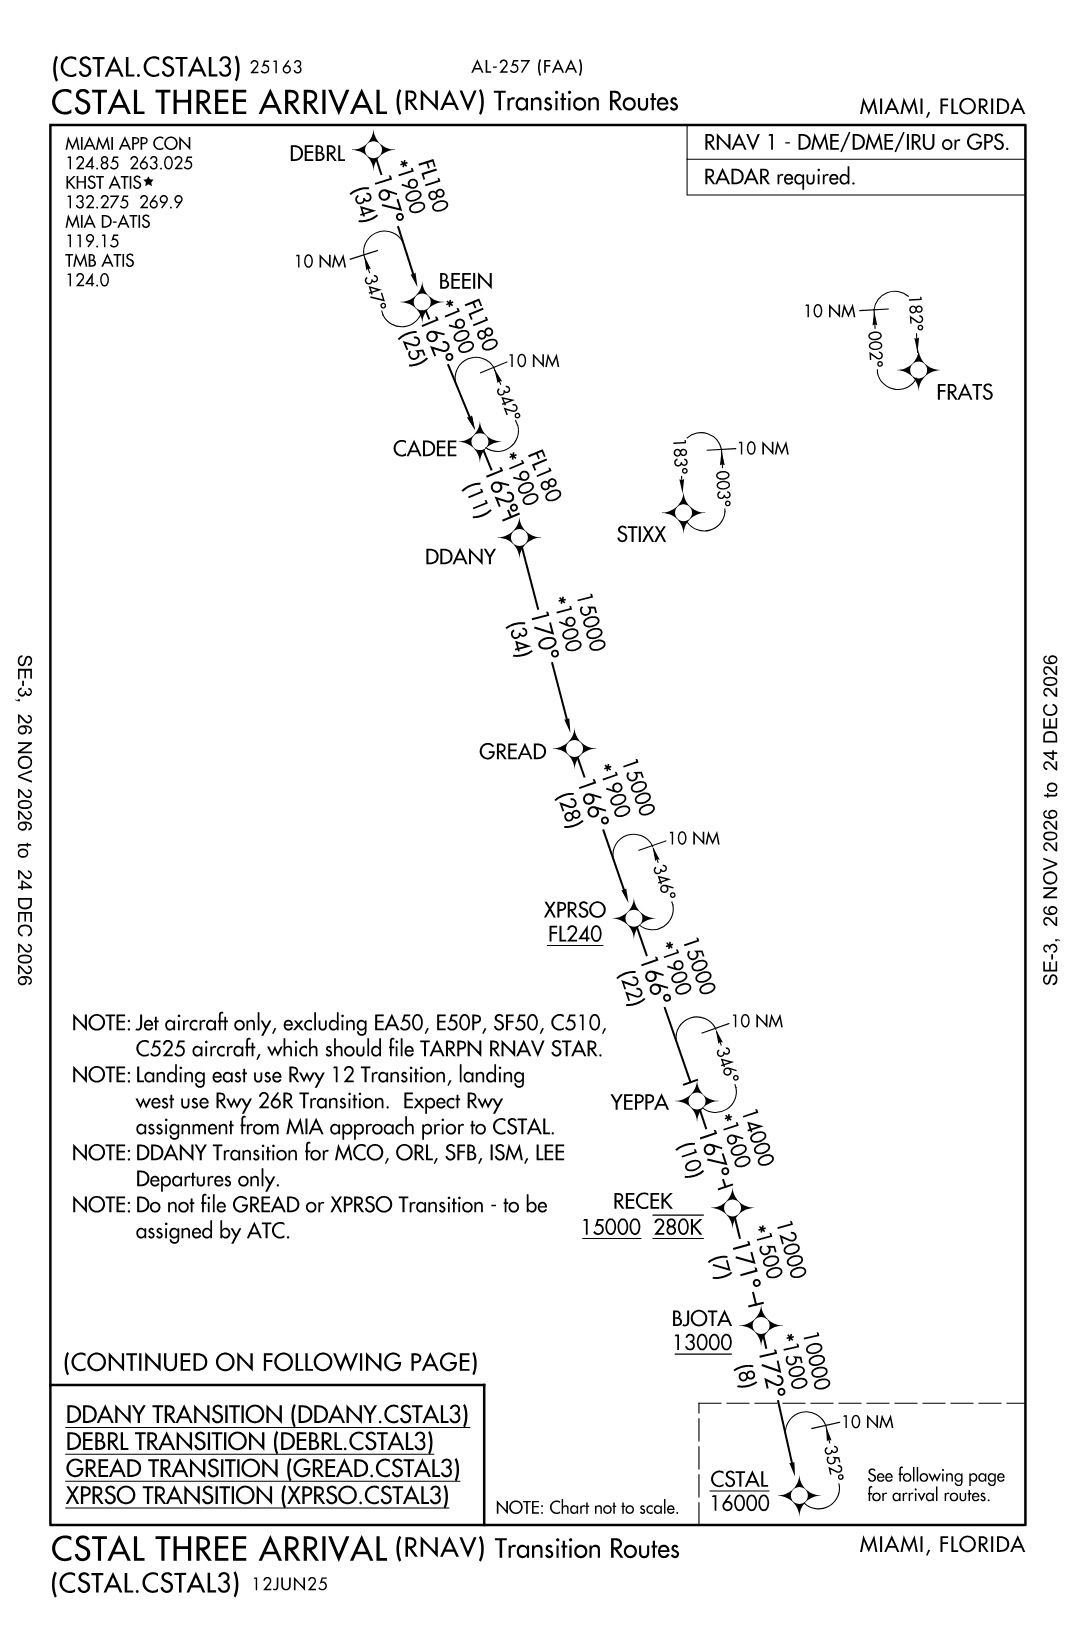 (CSTAL.CSTAL3) 25163
AL-257 (FAA)
CSTAL THREE ARRIVAL (RNAV) Transition Routes
MIAMI, FLORIDA
MIAMI APP CON
124.85 263.025
KHST ATIS★
132.275 269.9
MIA D-ATIS
119.15
TMB ATIS
124.0
RNAV 1 - DME/DME/IRU or GPS.
RADAR required.
DEBRL
FL180
*1900
167°
(34)
10 NM
347°
BEEIN
FL180
*1900
162°
(25)
10 NM
342°
CADEE
FL180
*1900
162°
(11)
DDANY
10 NM
182°
002°
FRATS
10 NM
183°
003°
STIXX
15000
*1900
170°
(34)
GREAD
15000
*1900
166°
(28)
10 NM
346°
XPRSO
FL240
15000
*1900
166°
(22)
10 NM
346°
YEPPA
14000
*1600
167°
(10)
RECEK
15000 280K
12000
*1500
171°
(7)
BJOTA
13000
10000
*1500
172°
(8)
10 NM
352°
CSTAL
16000
See following page
for arrival routes.
NOTE: Jet aircraft only, excluding EA50, E50P, SF50, C510,
C525 aircraft, which should file TARPN RNAV STAR.
NOTE: Landing east use Rwy 12 Transition, landing
west use Rwy 26R Transition. Expect Rwy
assignment from MIA approach prior to CSTAL.
NOTE: DDANY Transition for MCO, ORL, SFB, ISM, LEE
Departures only.
NOTE: Do not file GREAD or XPRSO Transition - to be
assigned by ATC.
(CONTINUED ON FOLLOWING PAGE)
DDANY TRANSITION (DDANY.CSTAL3)
DEBRL TRANSITION (DEBRL.CSTAL3)
GREAD TRANSITION (GREAD.CSTAL3)
XPRSO TRANSITION (XPRSO.CSTAL3)
NOTE: Chart not to scale.
SE-3, 26 NOV 2026 to 24 DEC 2026
SE-3, 26 NOV 2026 to 24 DEC 2026
CSTAL THREE ARRIVAL (RNAV) Transition Routes
MIAMI, FLORIDA
(CSTAL.CSTAL3) 12JUN25